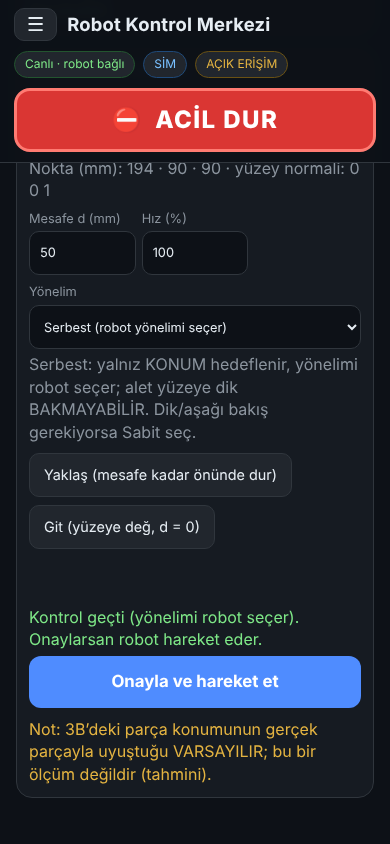 ☰ Robot Kontrol Merkezi
Canlı · robot bağlı SİM AÇIK ERİŞİM
⛔ ACİL DUR
Nokta (mm): 194 · 90 · 90 · yüzey normali: 0
0 1
Mesafe d (mm) Hız (%)
50 100
Yönelim
Serbest (robot yönelimi seçer)
Serbest: yalnız KONUM hedeflenir, yönelimi
robot seçer; alet yüzeye dik
BAKMAYABİLİR. Dik/aşağı bakış
gerekiyorsa Sabit seç.
Yaklaş (mesafe kadar önünde dur)
Git (yüzeye değ, d = 0)
Kontrol geçti (yönelimi robot seçer).
Onaylarsan robot hareket eder.
Onayla ve hareket et
Not: 3B’deki parça konumunun gerçek
parçayla uyuştuğu VARSAYILIR; bu bir
ölçüm değildir (tahmini).